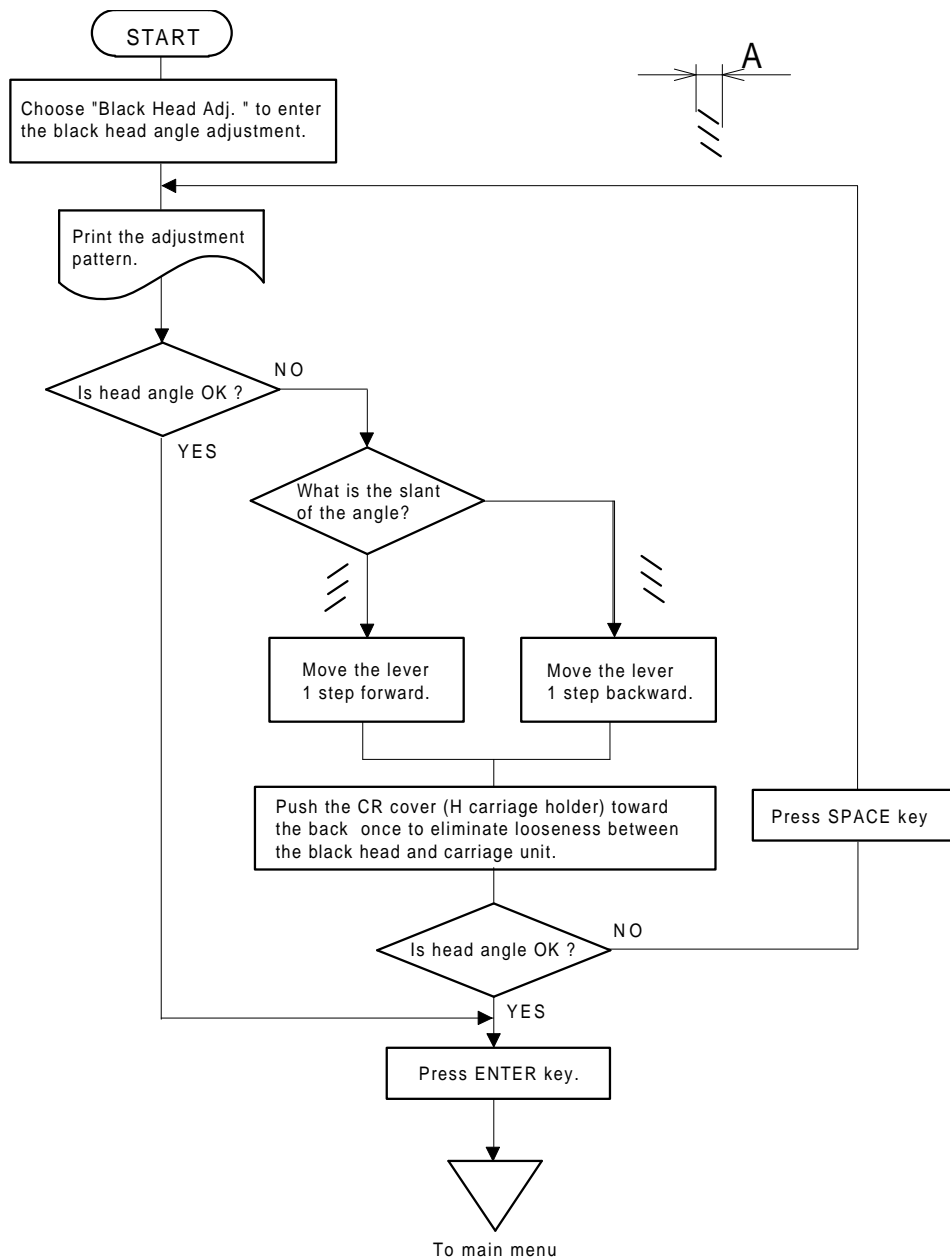 START
A
Choose "Black Head Adj. " to enter
the black head angle adjustment.
Print the adjustment
pattern.
Is head angle OK ?
NO
YES
What is the slant
of the angle?
Move the lever
1 step forward.
Move the lever
1 step backward.
Push the CR cover (H carriage holder) toward
the back once to eliminate looseness between
the black head and carriage unit.
Press SPACE key
Is head angle OK ?
NO
YES
Press ENTER key.
To main menu